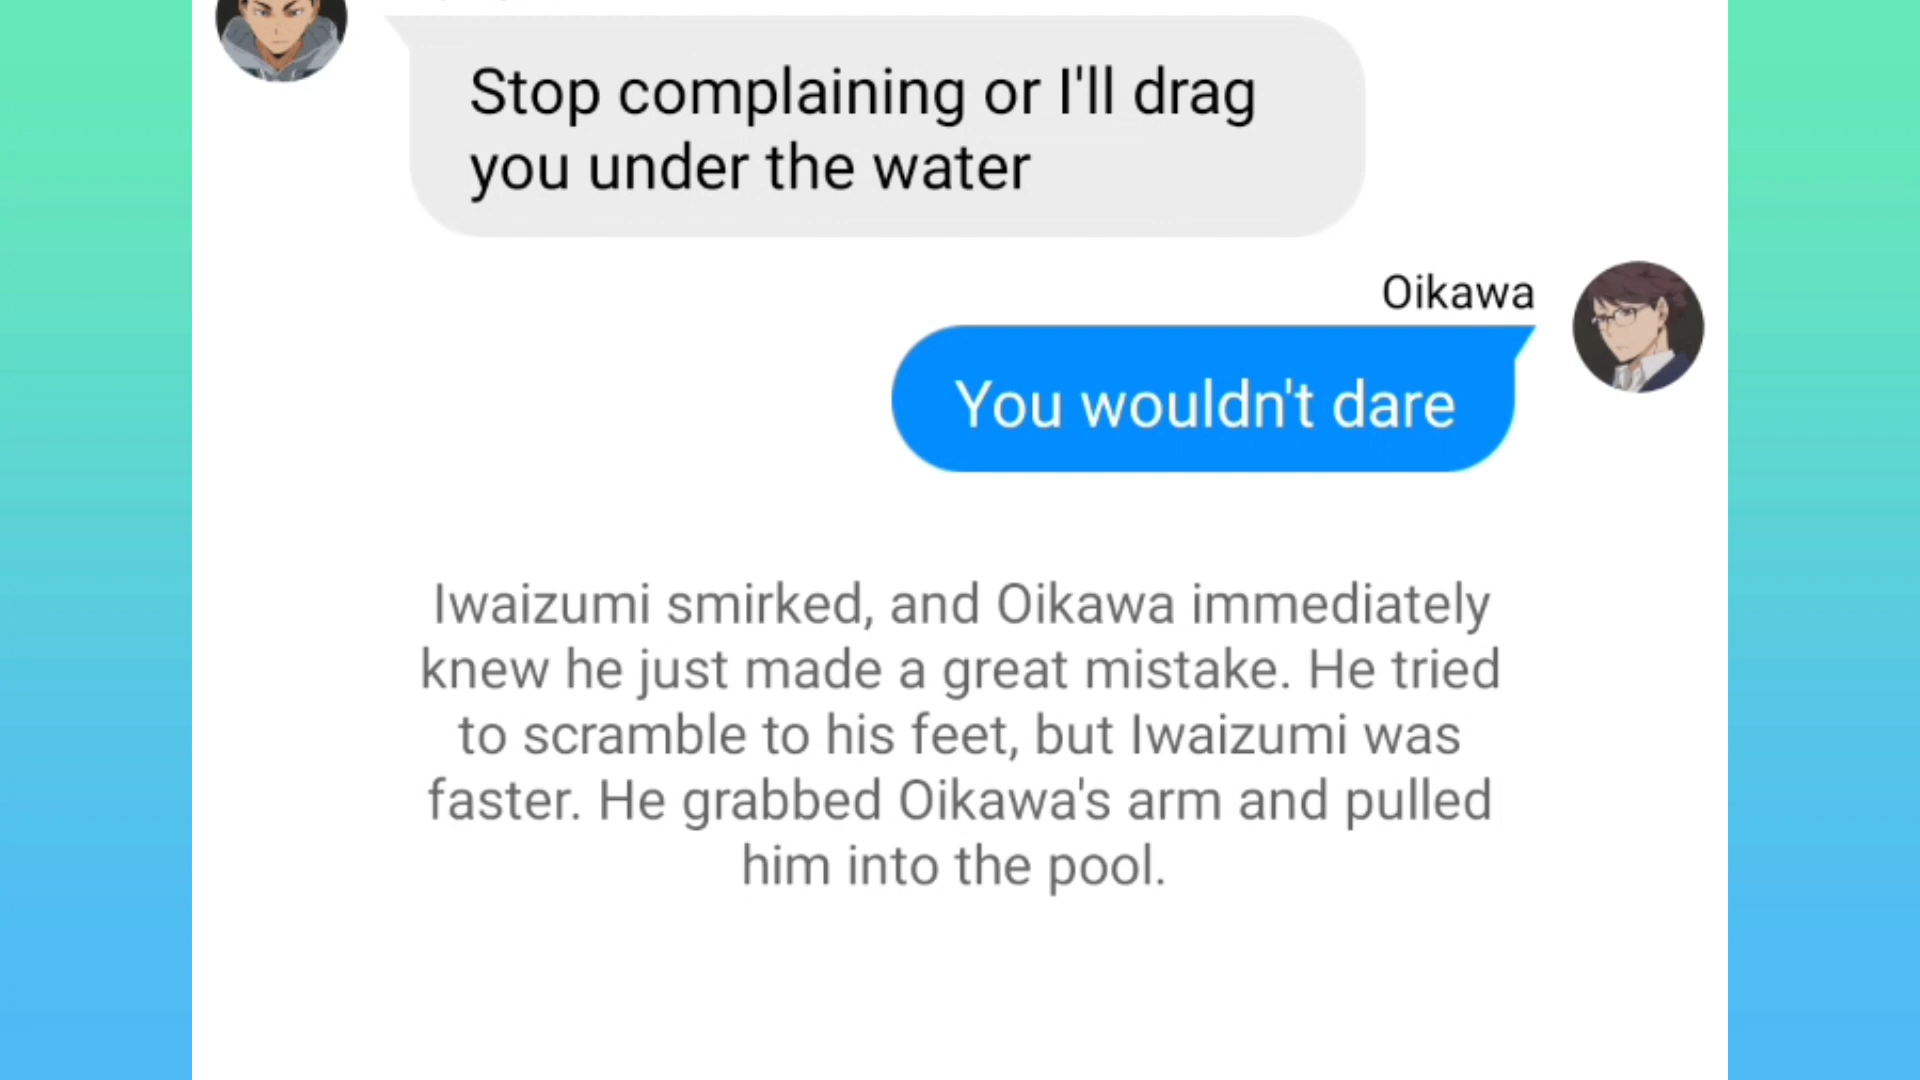 Stop complaining or I'll drag
you under the water
Oikawa
You wouldn't dare
Iwaizumi smirked, and Oikawa immediately
knew he just made a great mistake. He tried
to scramble to his feet, but Iwaizumi was
faster. He grabbed Oikawa's arm and pulled
him into the pool.